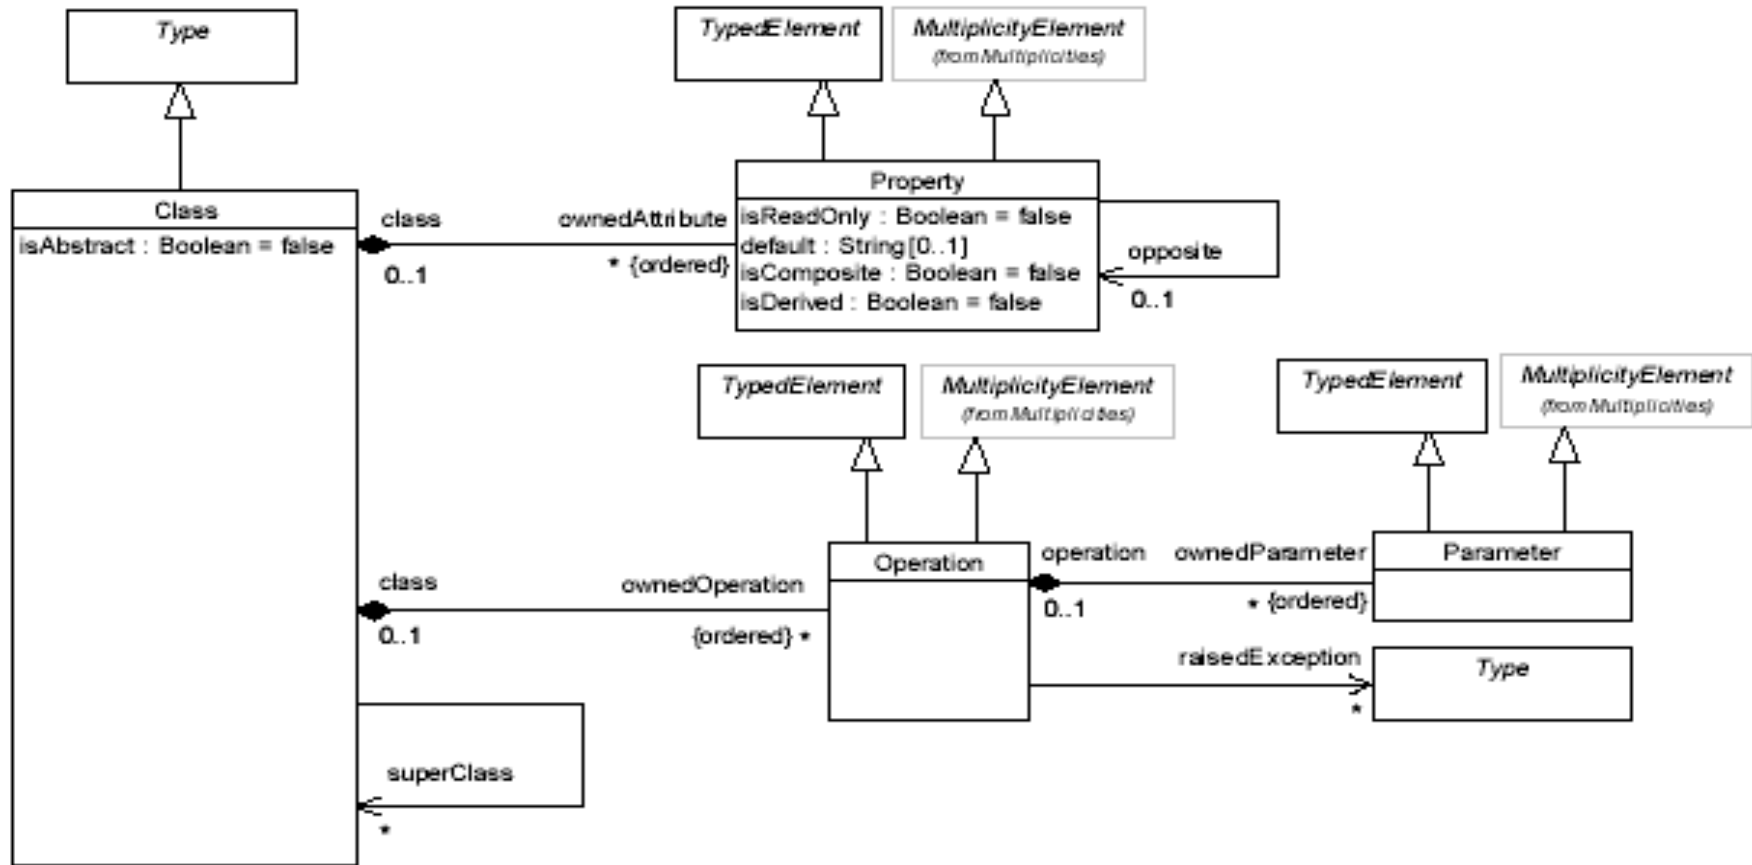 Type
TypedElement
MultiplicityElement
(from Multiplicities)
Class
isAbstract : Boolean = false
class
0..1
ownedAttribute
* {ordered}
Property
isReadOnly : Boolean = false
default : String[0..1]
isComposite : Boolean = false
isDerived : Boolean = false
opposite
0..1
TypedElement
MultiplicityElement
(from Multiplicities)
TypedElement
MultiplicityElement
(from Multiplicities)
class
0..1
ownedOperation
{ordered} *
Operation
operation
0..1
ownedParameter
* {ordered}
Parameter
raisedException
*
Type
superClass
*